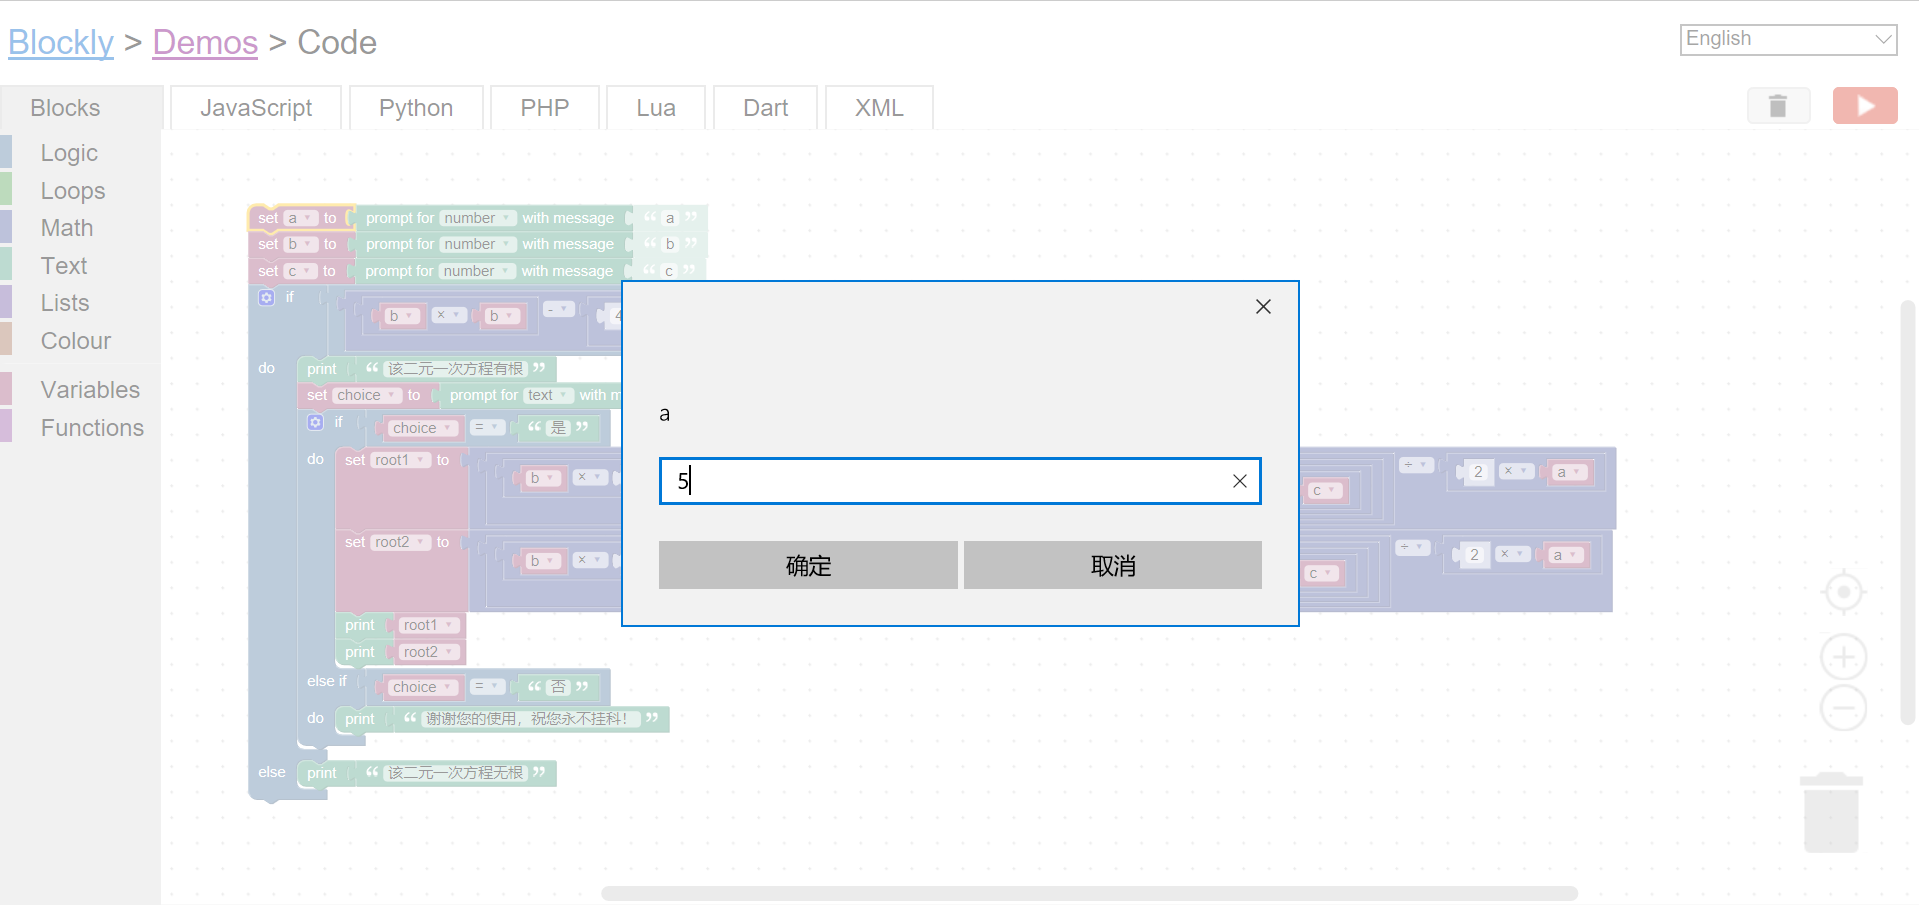 Blockly > Demos > Code
English
Blocks
JavaScript
Python
PHP
Lua
Dart
XML
Logic
Loops
Math
Text
Lists
Colour
Variables
Functions
set a to prompt for number with message “ a ”
set b to prompt for number with message “ b ”
set c to prompt for number with message “ c ”
if b × b - 4
do print “ 该二元一次方程有根 ”
set choice to prompt for text with m
if choice = “ 是 ”
do set root1 to b × c ÷ 2 × a
set root2 to b × c ÷ 2 × a
print root1
print root2
else if choice = “ 否 ”
do print “ 谢谢您的使用，祝您永不挂科！ ”
else print “ 该二元一次方程无根 ”
a
5
确定
取消